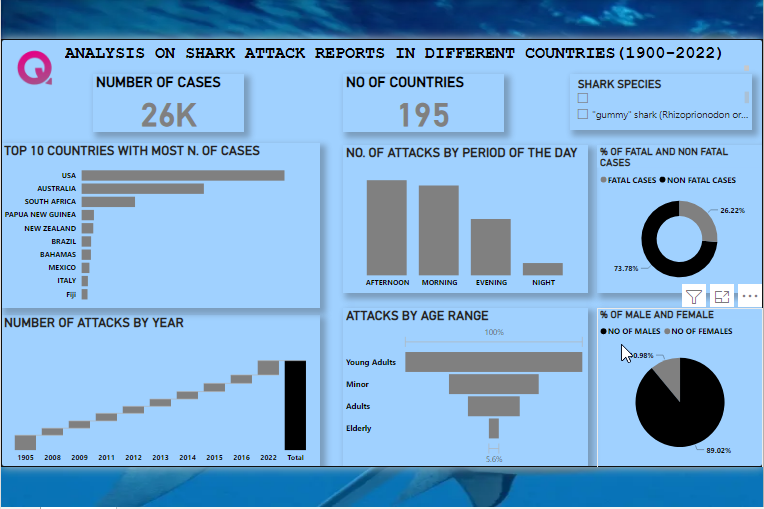 ANALYSIS ON SHARK ATTACK REPORTS IN DIFFERENT COUNTRIES(1900-2022)
NUMBER OF CASES
26K
NO OF COUNTRIES
195
SHARK SPECIES
"gummy" shark (Rhizoprionodon or...
TOP 10 COUNTRIES WITH MOST N. OF CASES
USA
AUSTRALIA
SOUTH AFRICA
PAPUA NEW GUINEA
NEW ZEALAND
BRAZIL
BAHAMAS
MEXICO
ITALY
NO. OF ATTACKS BY PERIOD OF THE DAY
AFTERNOON MORNING EVENING NIGHT
% OF FATAL AND NON FATAL
CASES
FATAL CASES NON FATAL CASES
26.22%
73.78%
NUMBER OF ATTACKS BY YEAR
1905 2008 2009 2011 2012 2013 2014 2015 2016 2022 Total
ATTACKS BY AGE RANGE
100%
Young Adults
Minor
Adults
Elderly
5.6%
% OF MALE AND FEMALE
NO OF MALES NO OF FEMALES
0.98%
89.02%